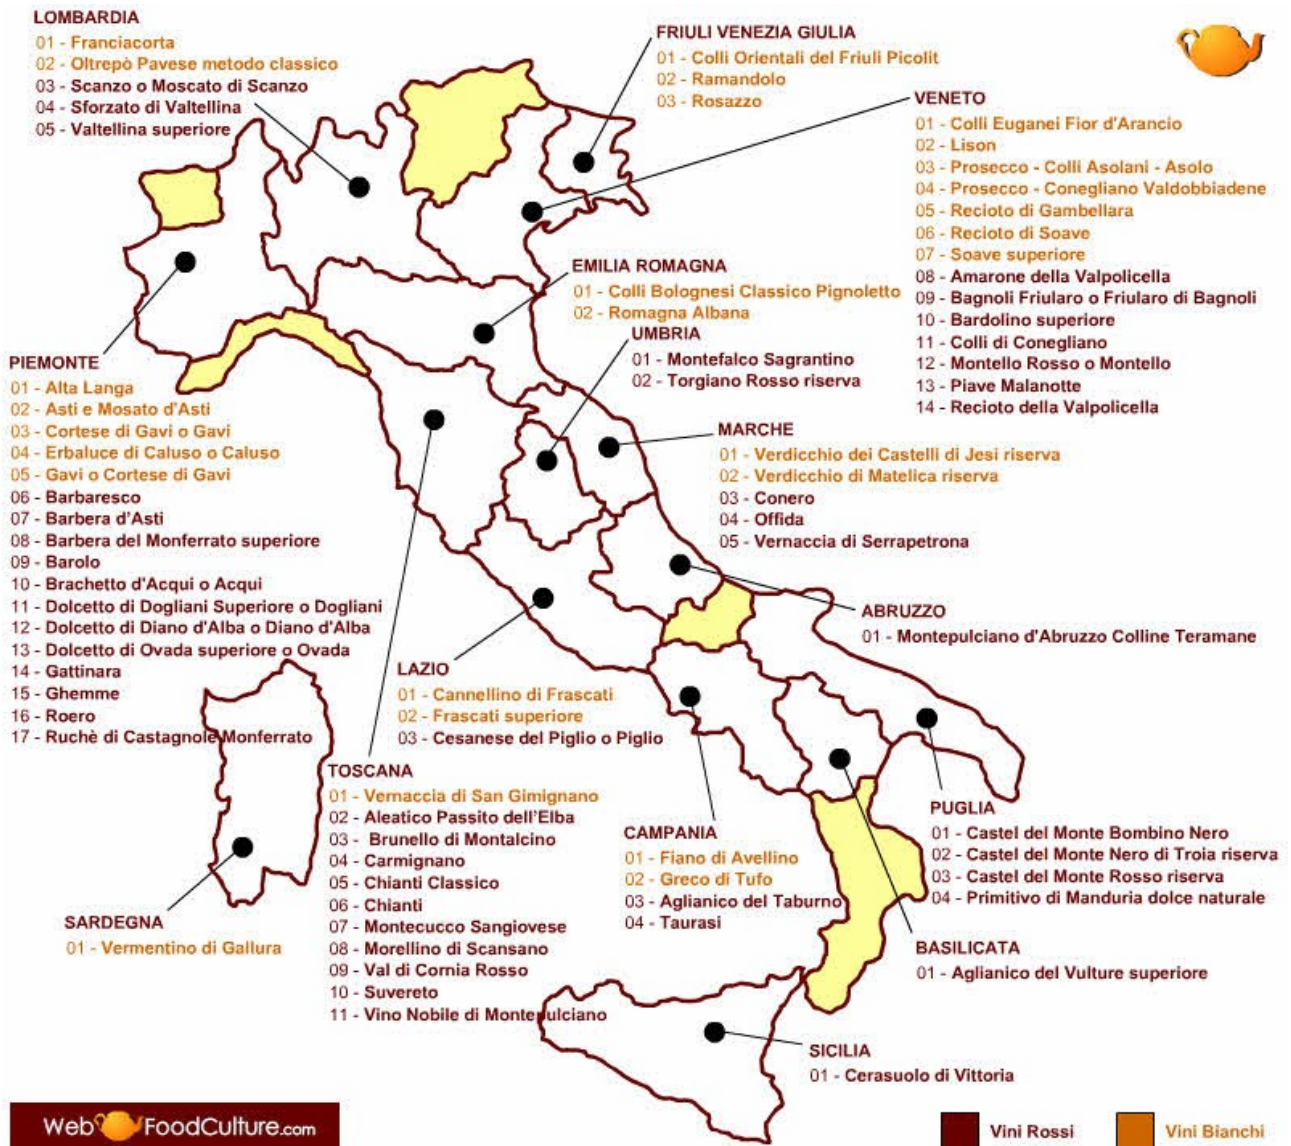 LOMBARDIA
01 - Franciacorta
02 - Oltrepò Pavese metodo classico
03 - Scanzo o Moscato di Scanzo
04 - Sforzato di Valtellina
05 - Valtellina superiore
FRIULI VENEZIA GIULIA
01 - Colli Orientali del Friuli Picolit
02 - Ramandolo
03 - Rosazzo
VENETO
01 - Colli Euganei Fior d'Arancio
02 - Lison
03 - Prosecco - Colli Asolani - Asolo
04 - Prosecco - Conegliano Valdobbiadene
05 - Recioto di Gambellara
06 - Recioto di Soave
07 - Soave superiore
08 - Amarone della Valpolicella
09 - Bagnoli Friularo o Friularo di Bagnoli
10 - Bardolino superiore
11 - Colli di Conegliano
12 - Montello Rosso o Montello
13 - Piave Malanotte
14 - Recioto della Valpolicella
EMILIA ROMAGNA
01 - Colli Bolognesi Classico Pignoletto
02 - Romagna Albana
UMBRIA
01 - Montefalco Sagrantino
02 - Torgiano Rosso riserva
PIEMONTE
01 - Alta Langa
02 - Asti e Mosato d'Asti
03 - Cortese di Gavi o Gavi
04 - Erbaluce di Caluso o Caluso
05 - Gavi o Cortese di Gavi
06 - Barbaresco
07 - Barbera d'Asti
08 - Barbera del Monferrato superiore
09 - Barolo
10 - Brachetto d'Acqui o Acqui
11 - Dolcetto di Dogliani Superiore o Dogliani
12 - Dolcetto di Diano d'Alba o Diano d'Alba
13 - Dolcetto di Ovada superiore o Ovada
14 - Gattinara
15 - Ghemme
16 - Roero
17 - Ruchè di Castagnole Monferrato
MARCHE
01 - Verdicchio dei Castelli di Jesi riserva
02 - Verdicchio di Matelica riserva
03 - Conero
04 - Offida
05 - Vernaccia di Serrapetrona
ABRUZZO
01 - Montepulciano d'Abruzzo Colline Teramane
LAZIO
01 - Cannellino di Frascati
02 - Frascati superiore
03 - Cesanese del Piglio o Piglio
TOSCANA
01 - Vernaccia di San Gimignano
02 - Aleatico Passito dell'Elba
03 - Brunello di Montalcino
04 - Carmignano
05 - Chianti Classico
06 - Chianti
07 - Montecucco Sangiovese
08 - Morellino di Scansano
09 - Val di Cornia Rosso
10 - Suvereto
11 - Vino Nobile di Montepulciano
CAMPANIA
01 - Fiano di Avellino
02 - Greco di Tufo
03 - Aglianico del Taburno
04 - Taurasi
PUGLIA
01 - Castel del Monte Bombino Nero
02 - Castel del Monte Nero di Troia riserva
03 - Castel del Monte Rosso riserva
04 - Primitivo di Manduria dolce naturale
SARDEGNA
01 - Vermentino di Gallura
BASILICATA
01 - Aglianico del Vulture superiore
SICILIA
01 - Cerasuolo di Vittoria
Web FoodCulture.com
Vini Rossi
Vini Bianchi